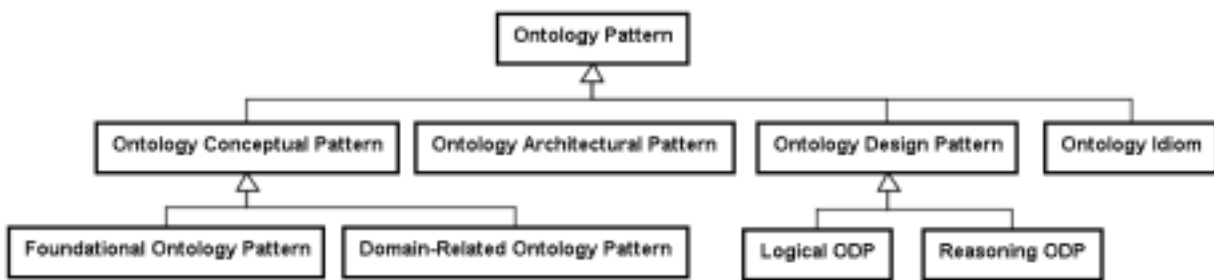 Ontology Pattern
Ontology Conceptual Pattern
Ontology Architectural Pattern
Ontology Design Pattern
Ontology Idiom
Foundational Ontology Pattern
Domain-Related Ontology Pattern
Logical ODP
Reasoning ODP